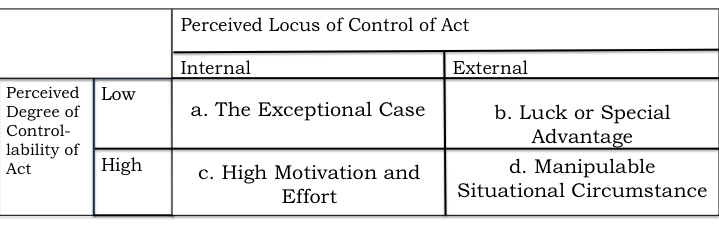 Perceived Locus of Control of Act
Internal
External
Perceived
Degree of
Control-
lability of
Act
Low
a. The Exceptional Case
b. Luck or Special
Advantage
High
c. High Motivation and
Effort
d. Manipulable
Situational Circumstance